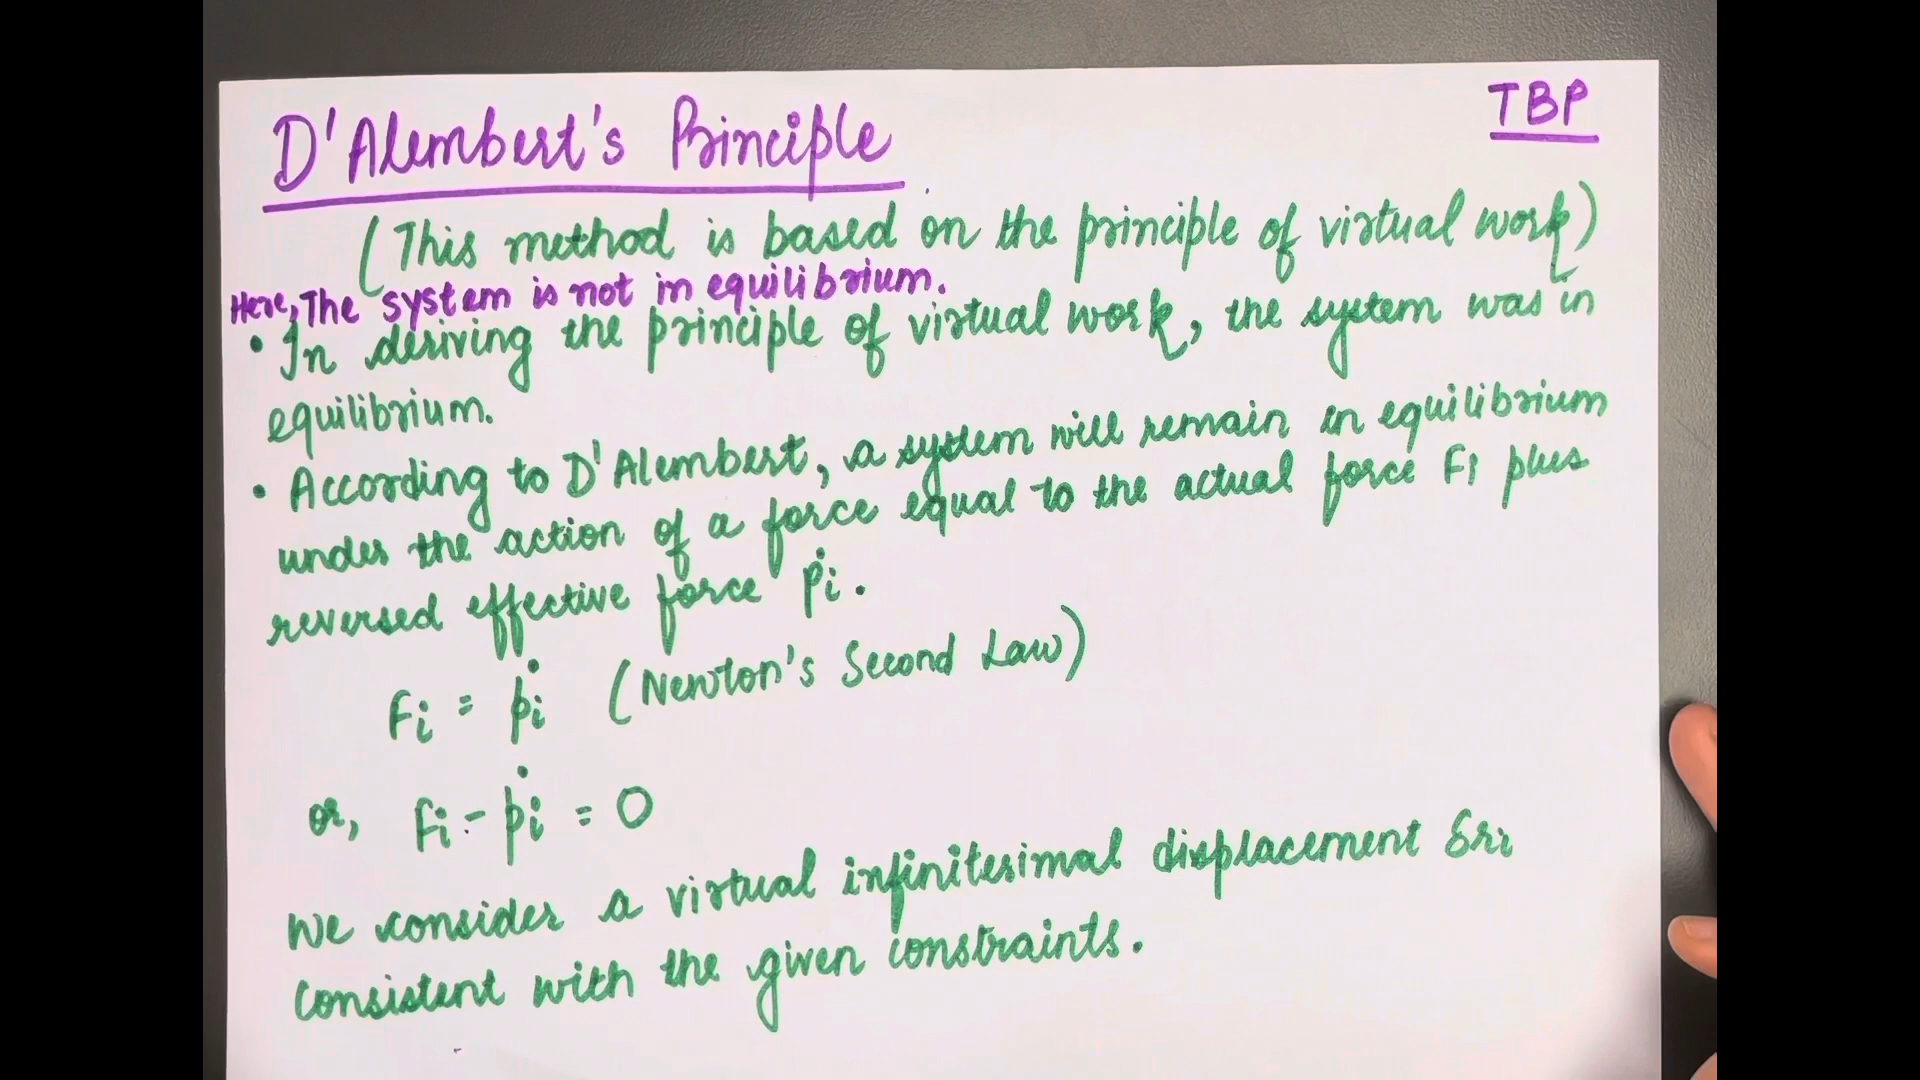 D'Alembert's Principle
TBP
(This method is based on the principle of virtual work)
Here, The system is not in equilibrium.
• In deriving the principle of virtual work, the system was in
equilibrium.
• According to D'Alembert, a system will remain in equilibrium
under the action of a force equal to the actual force Fi plus
reversed effective force ṗi.
Fi = ṗi (Newton's Second Law)
or, Fi - ṗi = 0
We consider a virtual infinitesimal displacement δri
consistent with the given constraints.